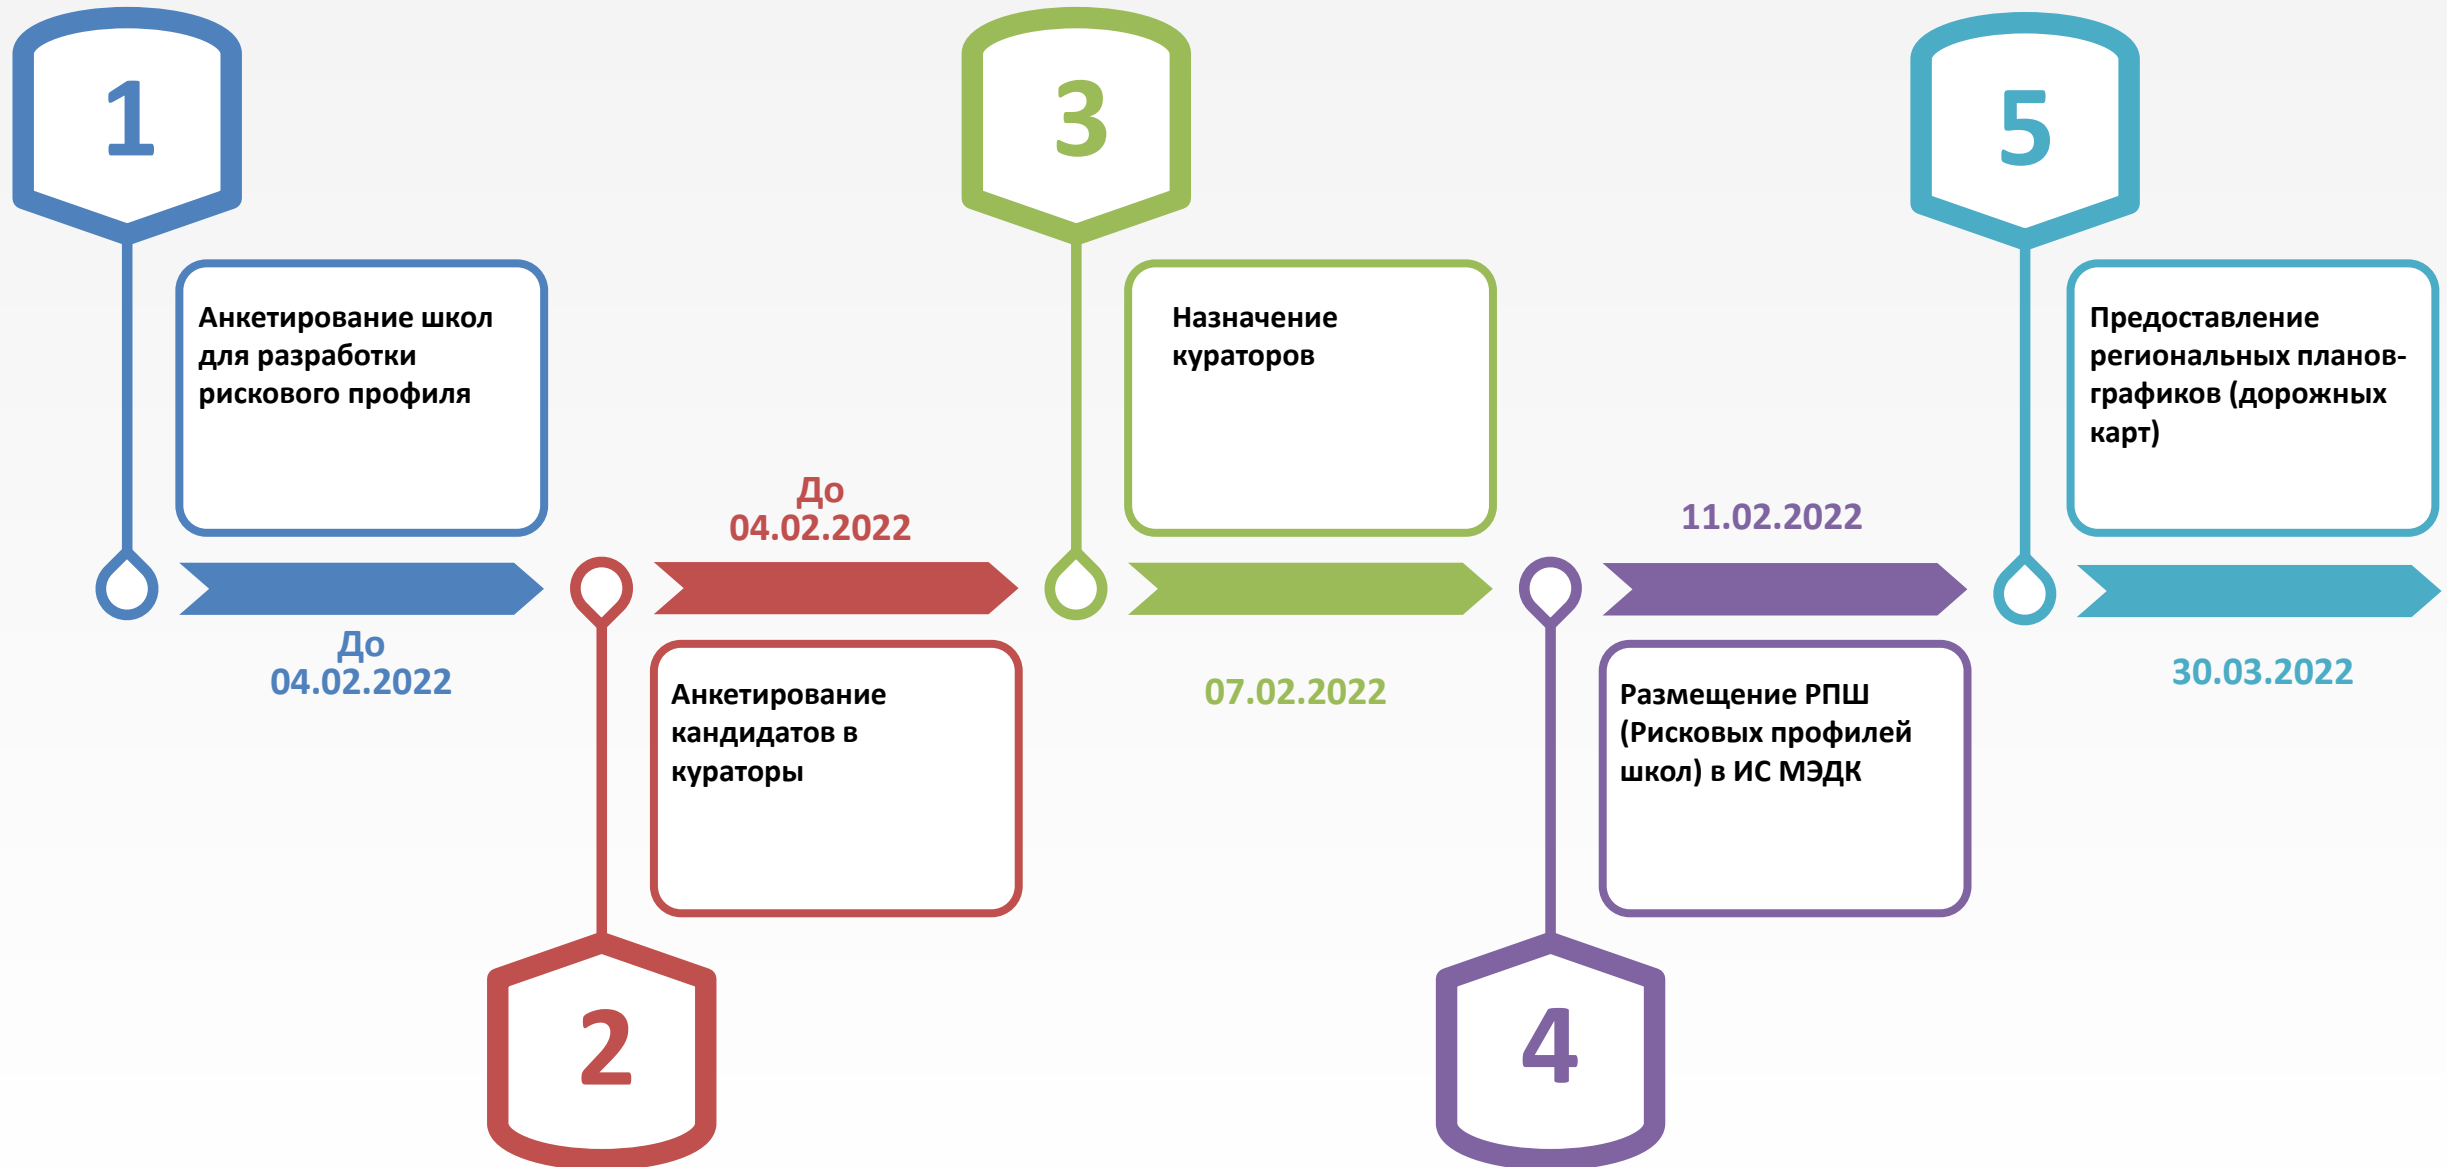 1
Анкетирование школ
для разработки
рискового профиля
До
04.02.2022
2
До
04.02.2022
Анкетирование
кандидатов в
кураторы
3
Назначение
кураторов
07.02.2022
4
11.02.2022
Размещение РПШ
(Рисковых профилей
школ) в ИС МЭДК
5
Предоставление
региональных планов-
графиков (дорожных
карт)
30.03.2022